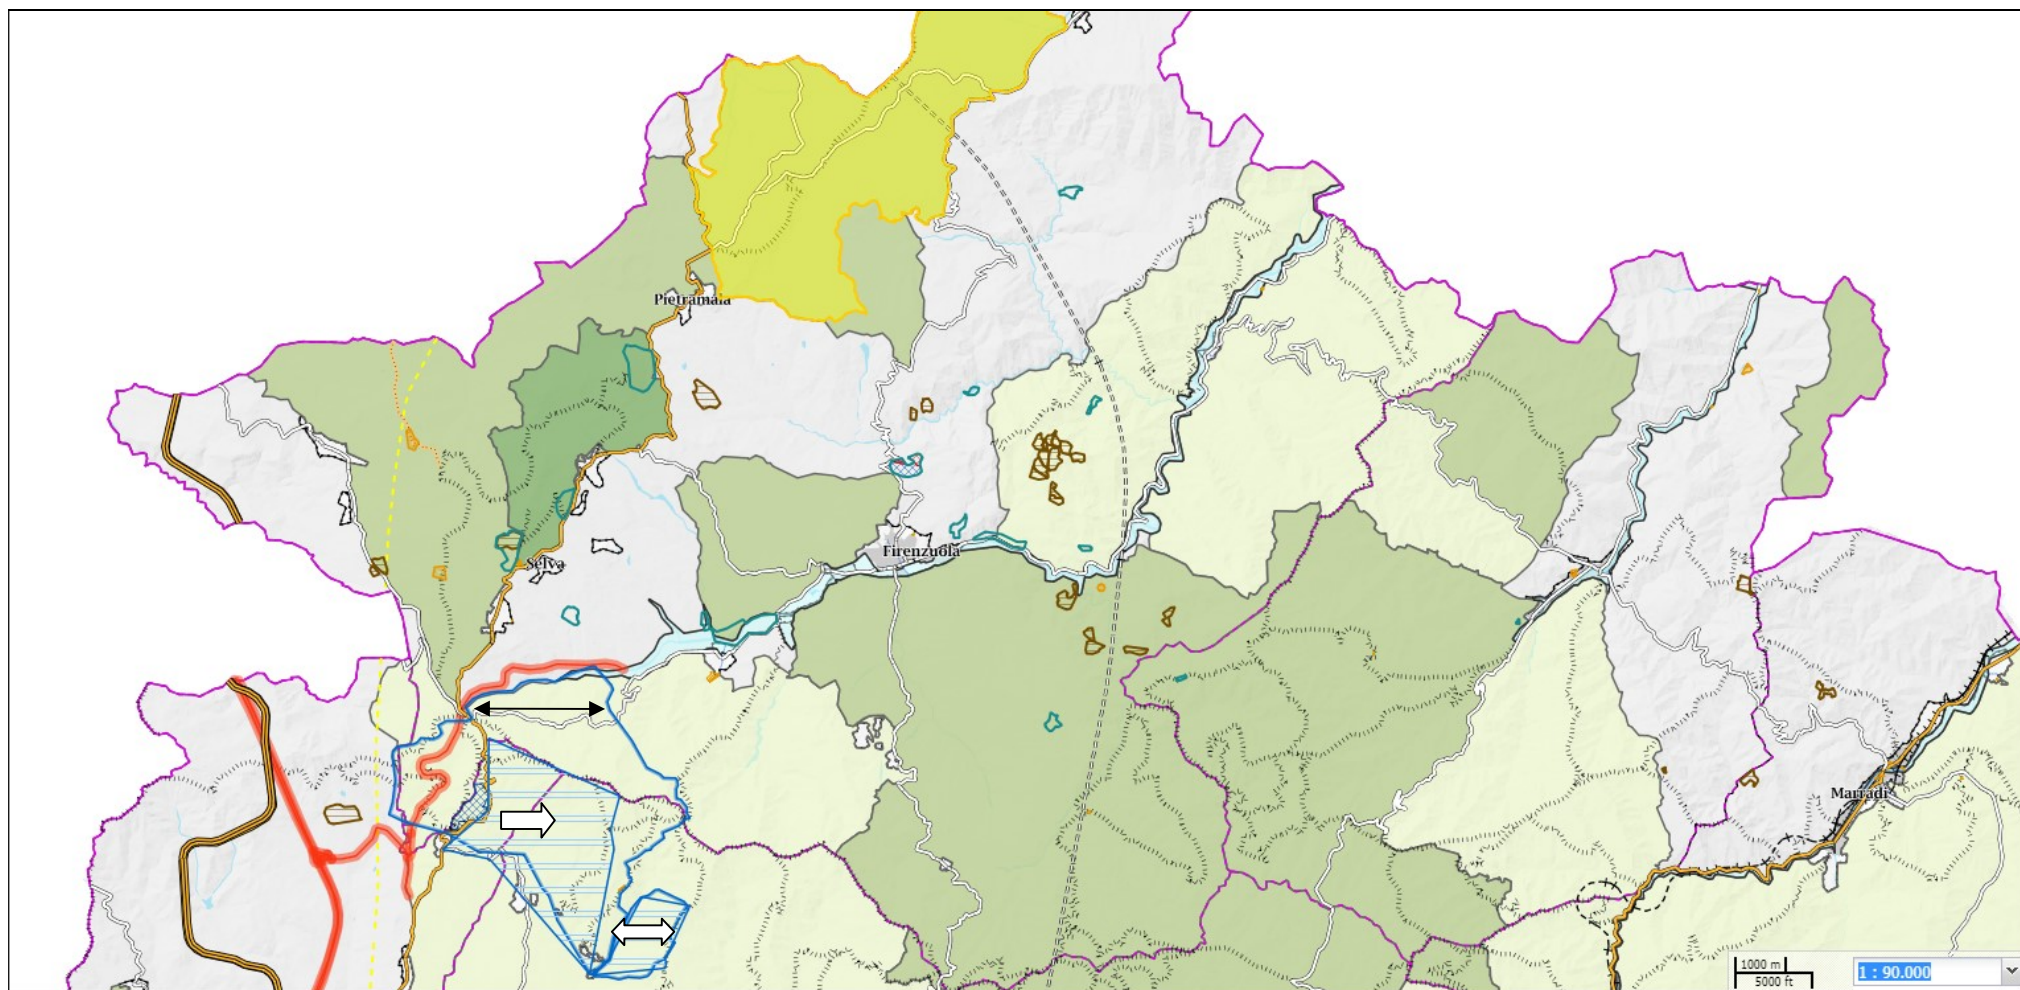 Pietramala
Firenzuola
Selva
Marradi
1000 m
5000 ft
1 : 90.000